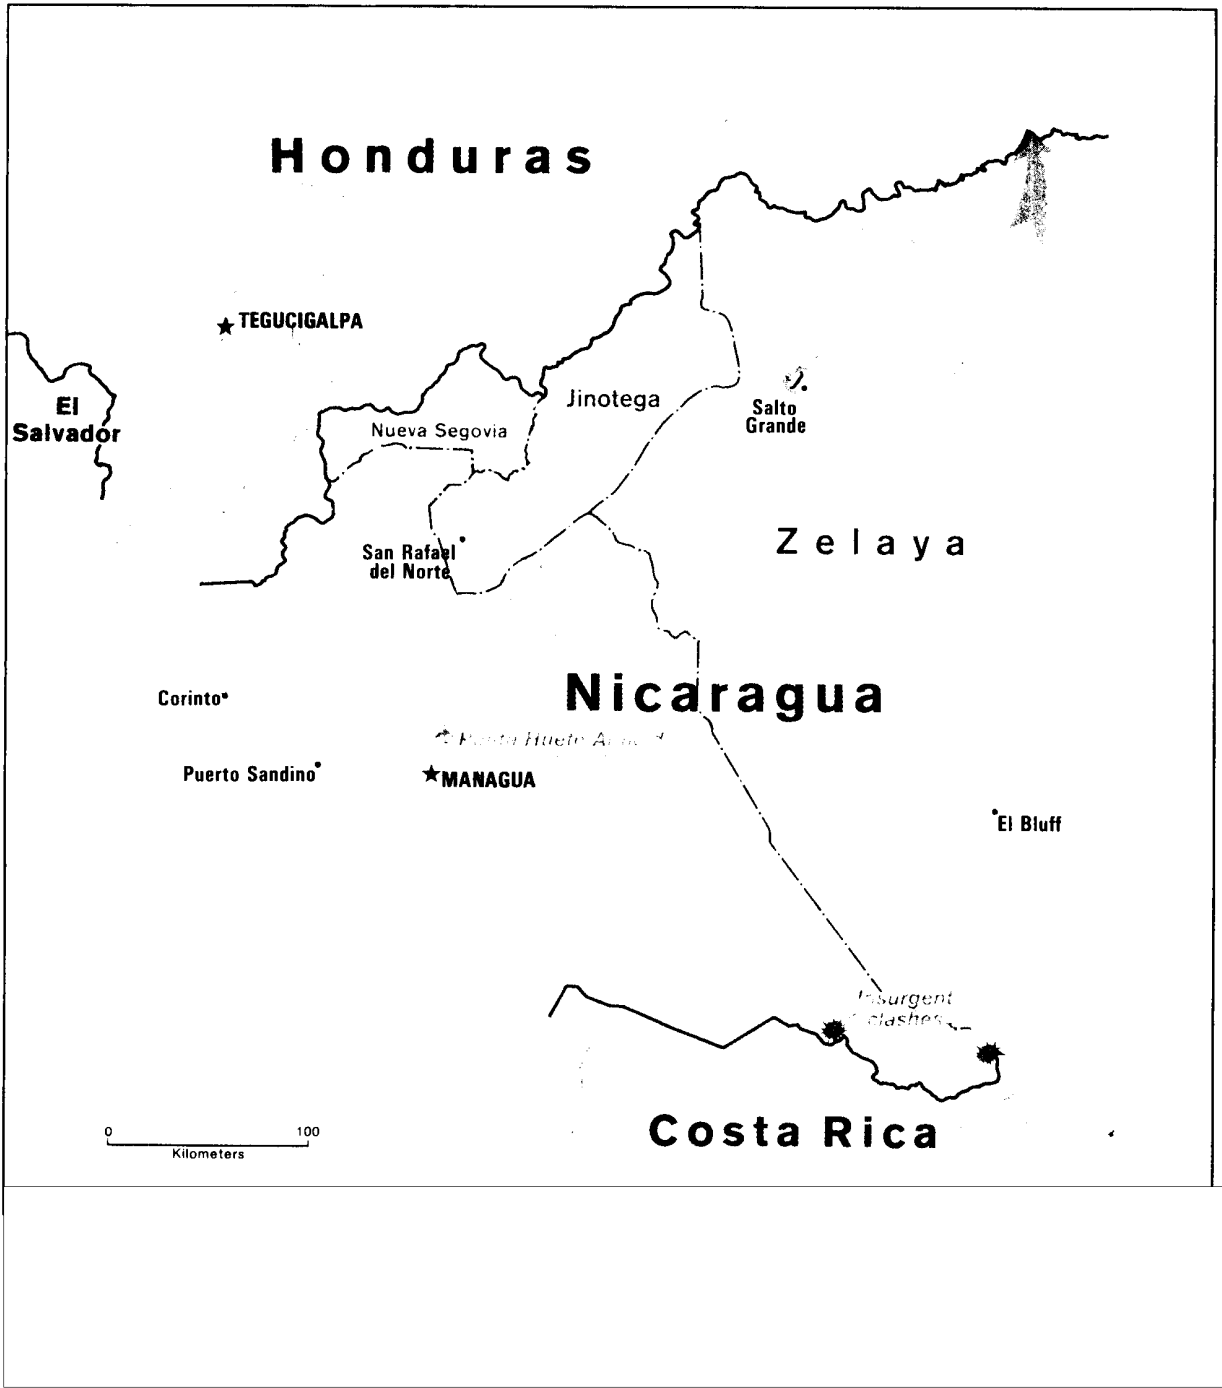 Honduras
TEGUCIGALPA
El
Salvador
Jinotega
Nueva Segovia
Salto
Grande
San Rafael
del Norte
Zelaya
Corinto
Nicaragua
Puerto Sandino
MANAGUA
El Bluff
Insurgent
clashes
Costa Rica
0 100
Kilometers